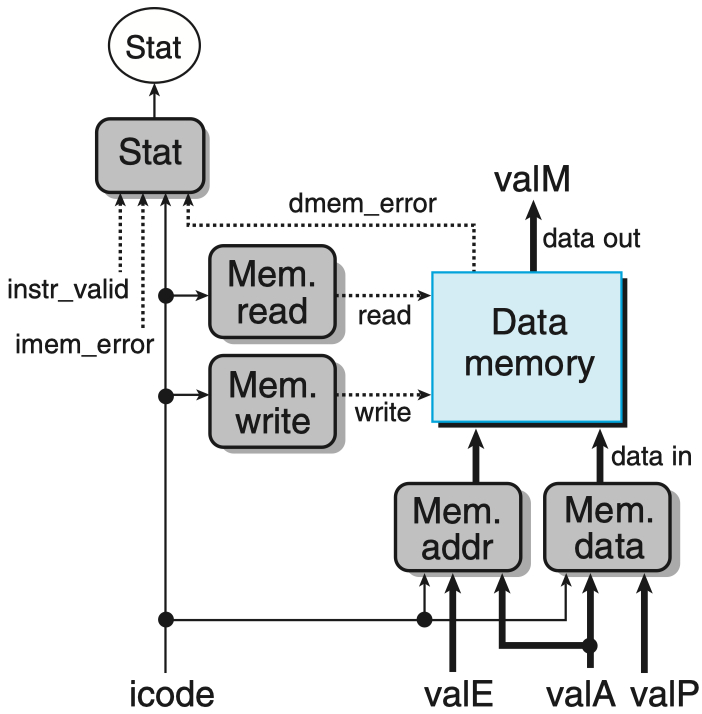 Stat
Stat
valM
dmem_error
data out
instr_valid
Mem.
read
read
imem_error
Data
memory
Mem.
write
write
data in
Mem.
addr
Mem.
data
icode
valE
valA
valP